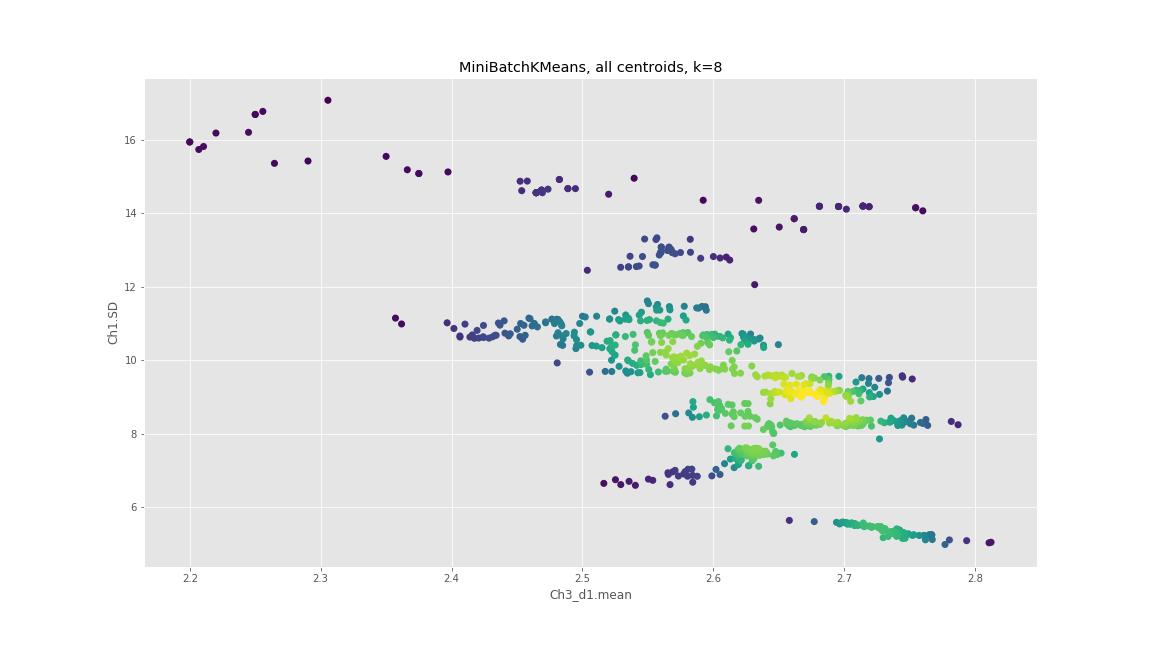 MiniBatchKMeans, all centroids, k=8
Ch1.SD
16
14
12
10
8
6
2.2 2.3 2.4 2.5 2.6 2.7 2.8
Ch3_d1.mean